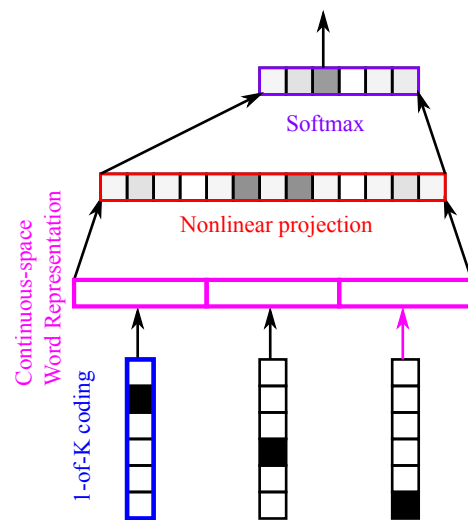 Softmax
Nonlinear projection
Continuous-space
Word Representation
1-of-K coding